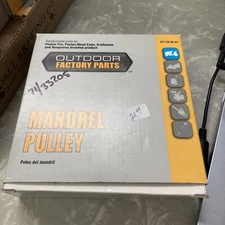 Replacement parts for
Poulan Pro, Poulan/Weed Eater, Craftsman
and Husqvarna branded product
OUTDOOR
FACTORY PARTS
71/33205
MANDREL
PULLEY
Polea del mandril